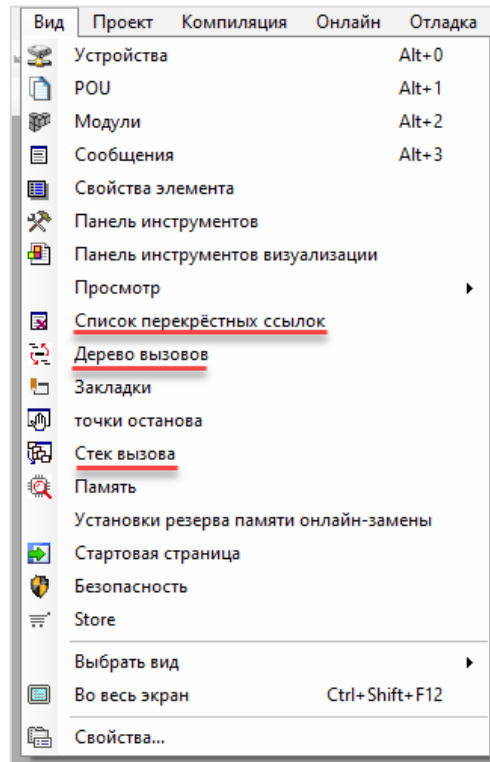 Вид Проект Компиляция Онлайн Отладка
Устройства Alt+0
POU Alt+1
Модули Alt+2
Сообщения Alt+3
Свойства элемента
Панель инструментов
Панель инструментов визуализации
Просмотр
Список перекрёстных ссылок
Дерево вызовов
Закладки
точки останова
Стек вызова
Память
Установки резерва памяти онлайн-замены
Стартовая страница
Безопасность
Store
Выбрать вид
Во весь экран Ctrl+Shift+F12
Свойства...